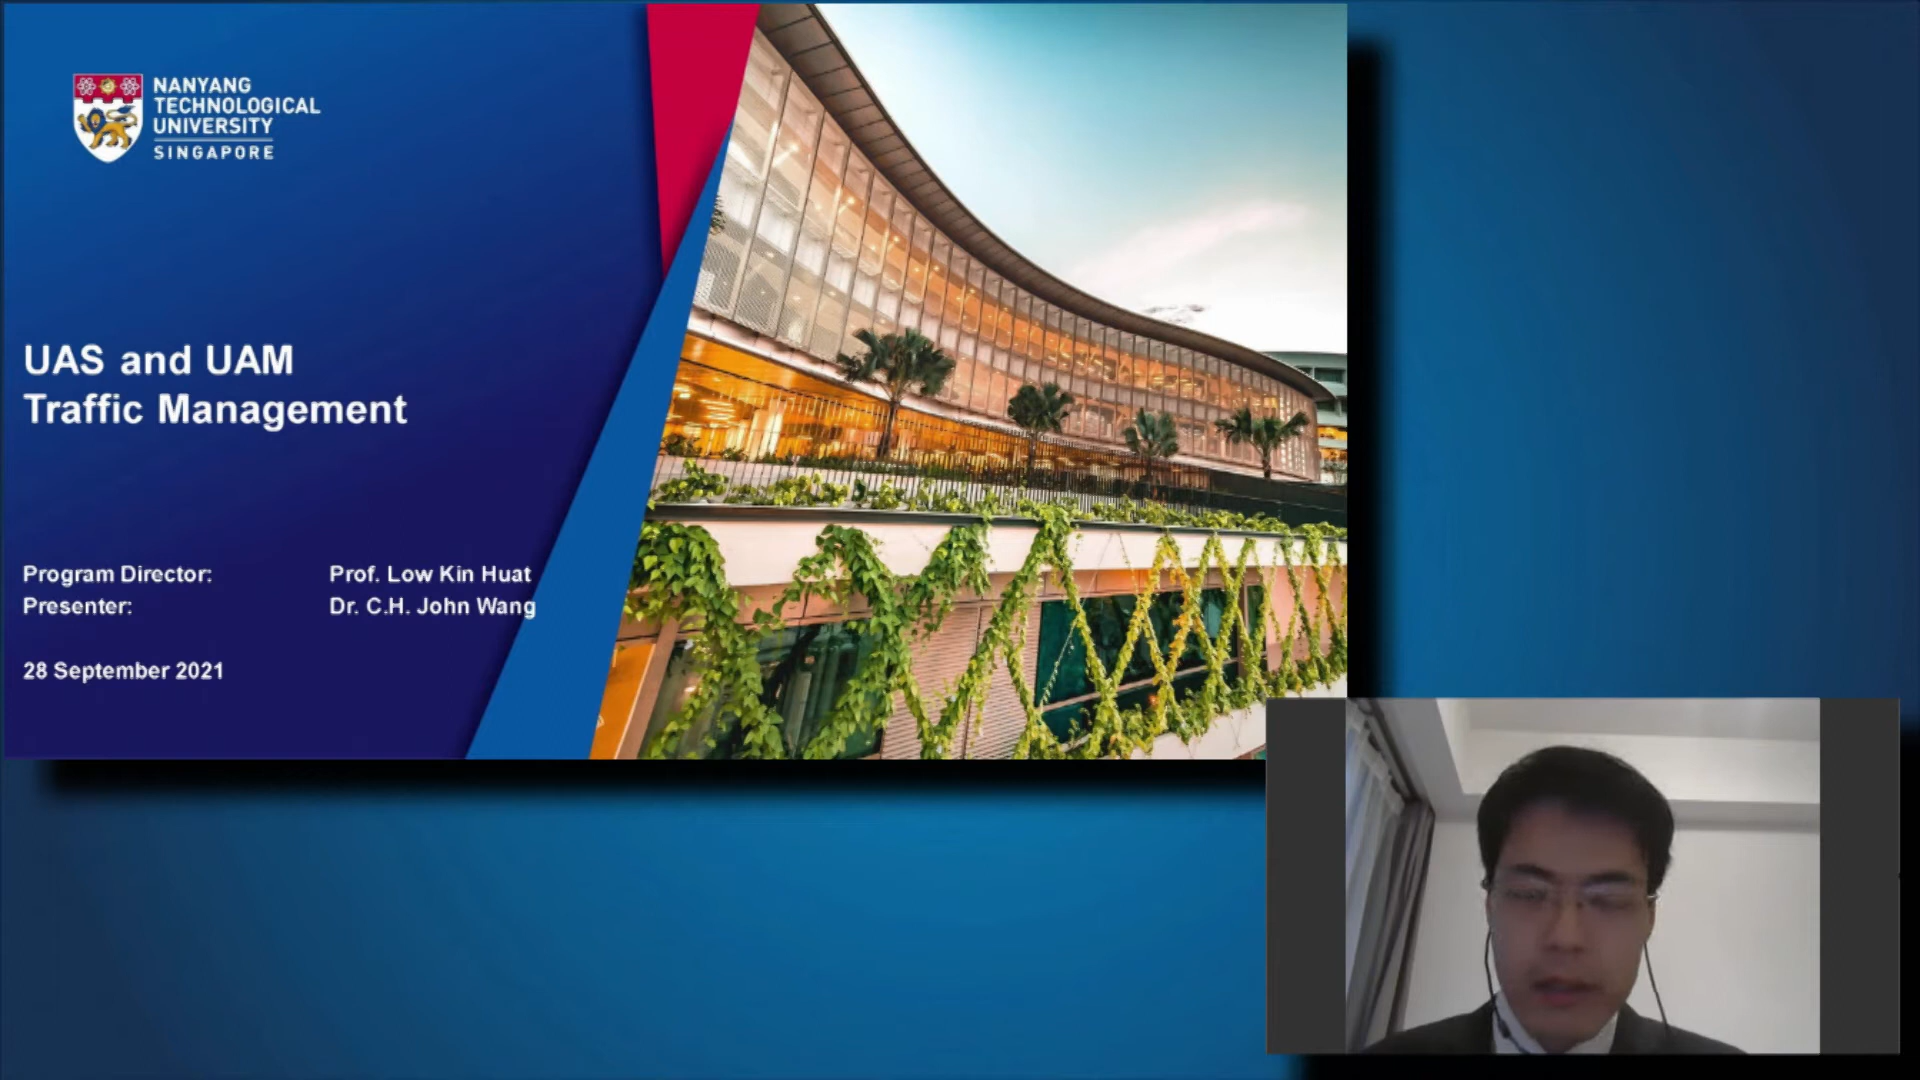 NANYANG
TECHNOLOGICAL
UNIVERSITY
SINGAPORE
UAS and UAM
Traffic Management
Program Director: Prof. Low Kin Huat
Presenter: Dr. C.H. John Wang
28 September 2021